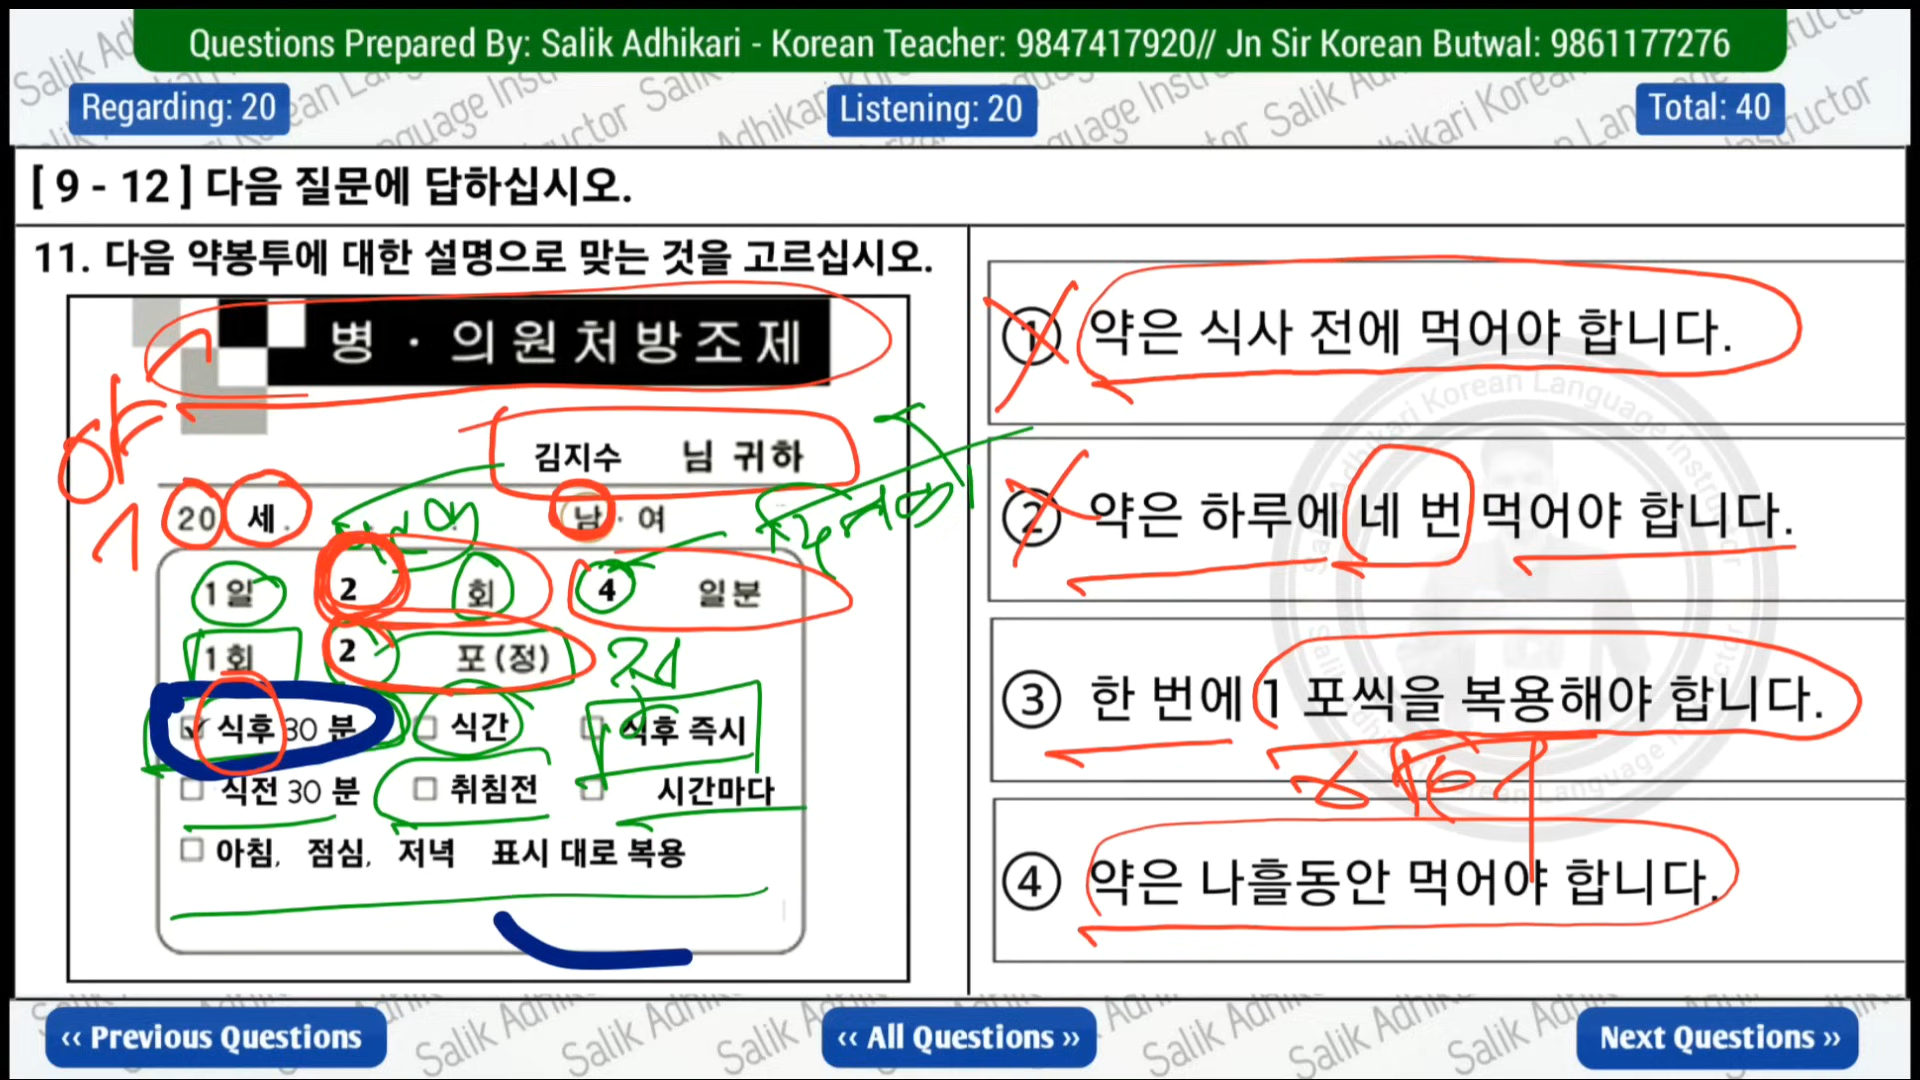 Questions Prepared By: Salik Adhikari - Korean Teacher: 9847417920// Jn Sir Korean Butwal: 9861177276
Regarding: 20
Listening: 20
Total: 40
[ 9 - 12 ] 다음 질문에 답하십시오.
11. 다음 약봉투에 대한 설명으로 맞는 것을 고르십시오.
병 · 의원처방조제
김지수 님 귀하
20 세. 남 · 여
1일 2 회 4 일분
1회 2 포 (정)
식후 30 분 식간 식후 즉시
식전 30 분 취침전 시간마다
아침, 점심, 저녁 표시 대로 복용
① 약은 식사 전에 먹어야 합니다.
② 약은 하루에 네 번 먹어야 합니다.
③ 한 번에 1 포씩을 복용해야 합니다.
④ 약은 나흘동안 먹어야 합니다.
‹‹ Previous Questions
‹‹ All Questions ››
Next Questions ››